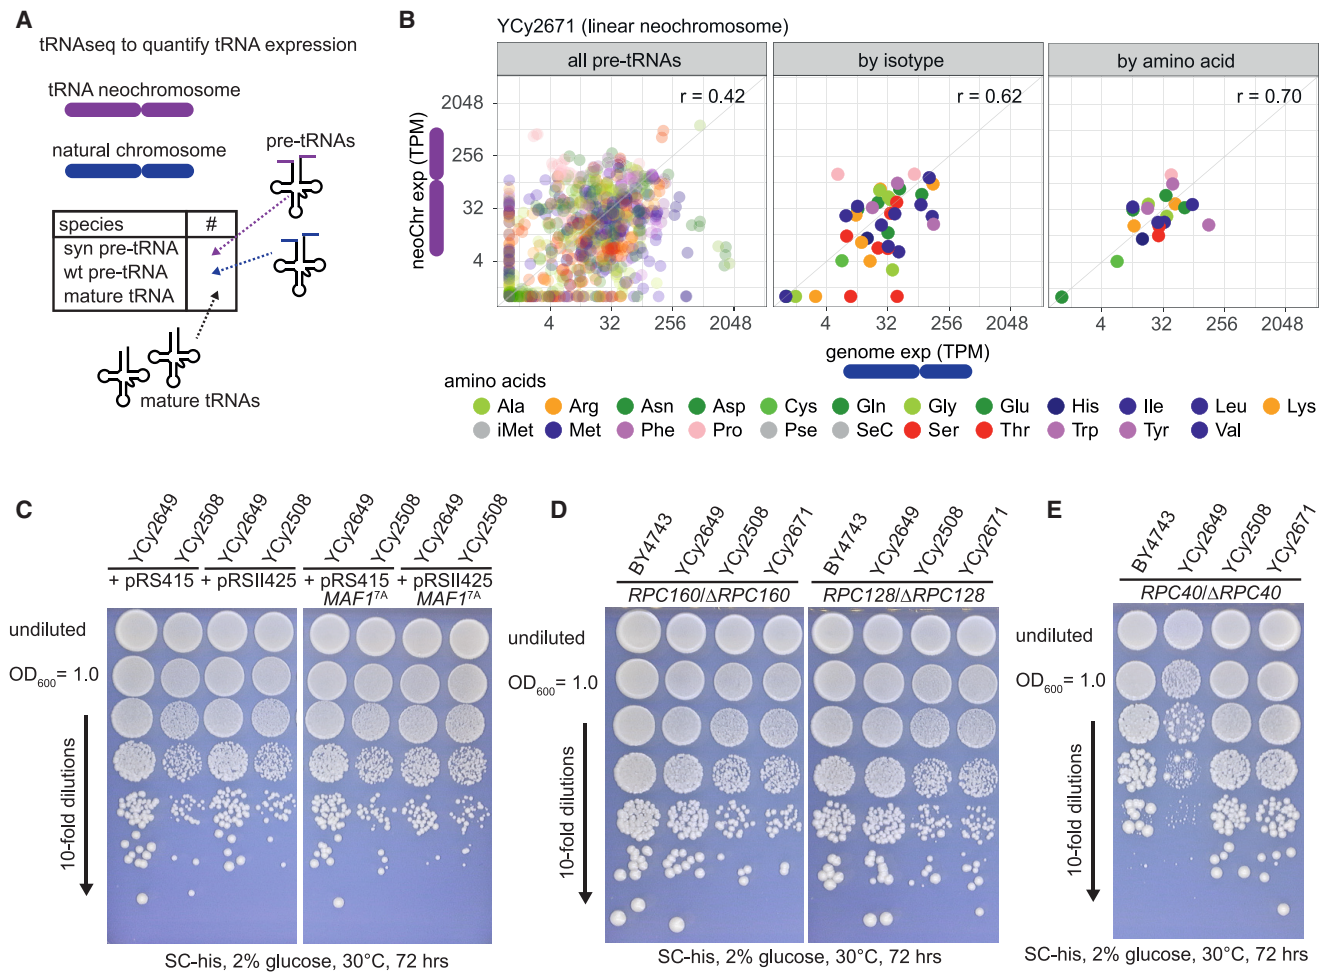 A
tRNAseq to quantify tRNA expression
tRNA neochromosome
natural chromosome
pre-tRNAs
species #
syn pre-tRNA
wt pre-tRNA
mature tRNA
mature tRNAs
B
YCy2671 (linear neochromosome)
all pre-tRNAs by isotype by amino acid
r = 0.42 r = 0.62 r = 0.70
neoChr exp (TPM)
2048
256
32
4
4 32 256 2048 4 32 256 2048 4 32 256 2048
genome exp (TPM)
amino acids
Ala Arg Asn Asp Cys Gln Gly Glu His Ile Leu Lys
iMet Met Phe Pro Pse SeC Ser Thr Trp Tyr Val
C
YCy2649 YCy2508 YCy2649 YCy2508 YCy2649 YCy2508 YCy2649 YCy2508
+ pRS415 + pRSII425 + pRS415 + pRSII425
MAF1⁷ᴬ MAF1⁷ᴬ
undiluted
OD₆₀₀= 1.0
10-fold dilutions
SC-his, 2% glucose, 30°C, 72 hrs
D
BY4743 YCy2649 YCy2508 YCy2671 BY4743 YCy2649 YCy2508 YCy2671
RPC160/ΔRPC160 RPC128/ΔRPC128
undiluted
OD₆₀₀= 1.0
10-fold dilutions
SC-his, 2% glucose, 30°C, 72 hrs
E
BY4743 YCy2649 YCy2508 YCy2671
RPC40/ΔRPC40
undiluted
OD₆₀₀= 1.0
10-fold dilutions
SC-his, 2% glucose, 30°C, 72 hrs